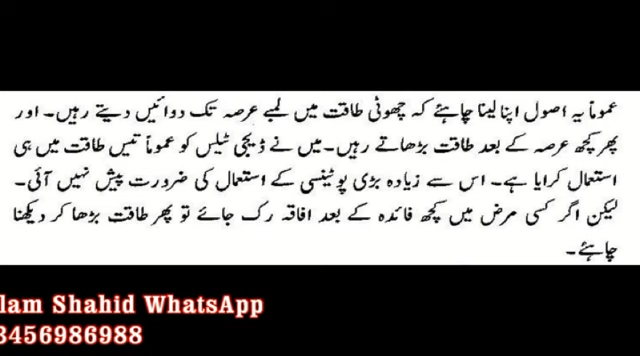 عموماً یہ اصول اپنا لینا چاہئے کہ چھوٹی طاقت میں لمبے عرصہ تک دوائیں دیتے رہیں۔ اور
پھر کچھ عرصہ کے بعد طاقت بڑھاتے رہیں۔ میں نے ڈیجی ٹیلس کو عموماً تیس طاقت میں ہی
استعمال کرایا ہے۔ اس سے زیادہ بڑی پوٹینسی کے استعمال کی ضرورت پیش نہیں آئی۔
لیکن اگر کسی مرض میں کچھ فائدہ کے بعد افاقہ رک جائے تو پھر طاقت بڑھا کر دیکھنا
چاہئے۔
lam Shahid WhatsApp
3456986988